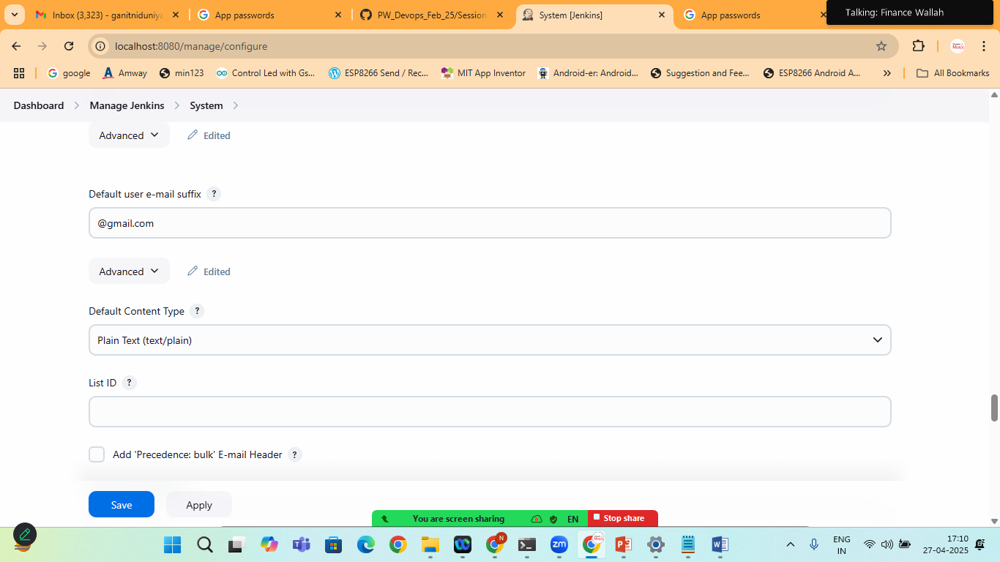 Inbox (3,323) - ganitniduniya
App passwords
PW_Devops_Feb_25/Session
System [Jenkins]
App passwords
Talking: Finance Wallah
localhost:8080/manage/configure
google
Amway
min123
Control Led with Gs...
ESP8266 Send / Rec...
MIT App Inventor
Android-er: Android...
Suggestion and Fee...
ESP8266 Android A...
All Bookmarks
Dashboard
Manage Jenkins
System
Advanced
Edited
Default user e-mail suffix ?
@gmail.com
Advanced
Edited
Default Content Type ?
Plain Text (text/plain)
List ID ?
Add 'Precedence: bulk' E-mail Header ?
Save
Apply
You are screen sharing
EN
Stop share
N
zm
ENG
IN
17:10
27-04-2025